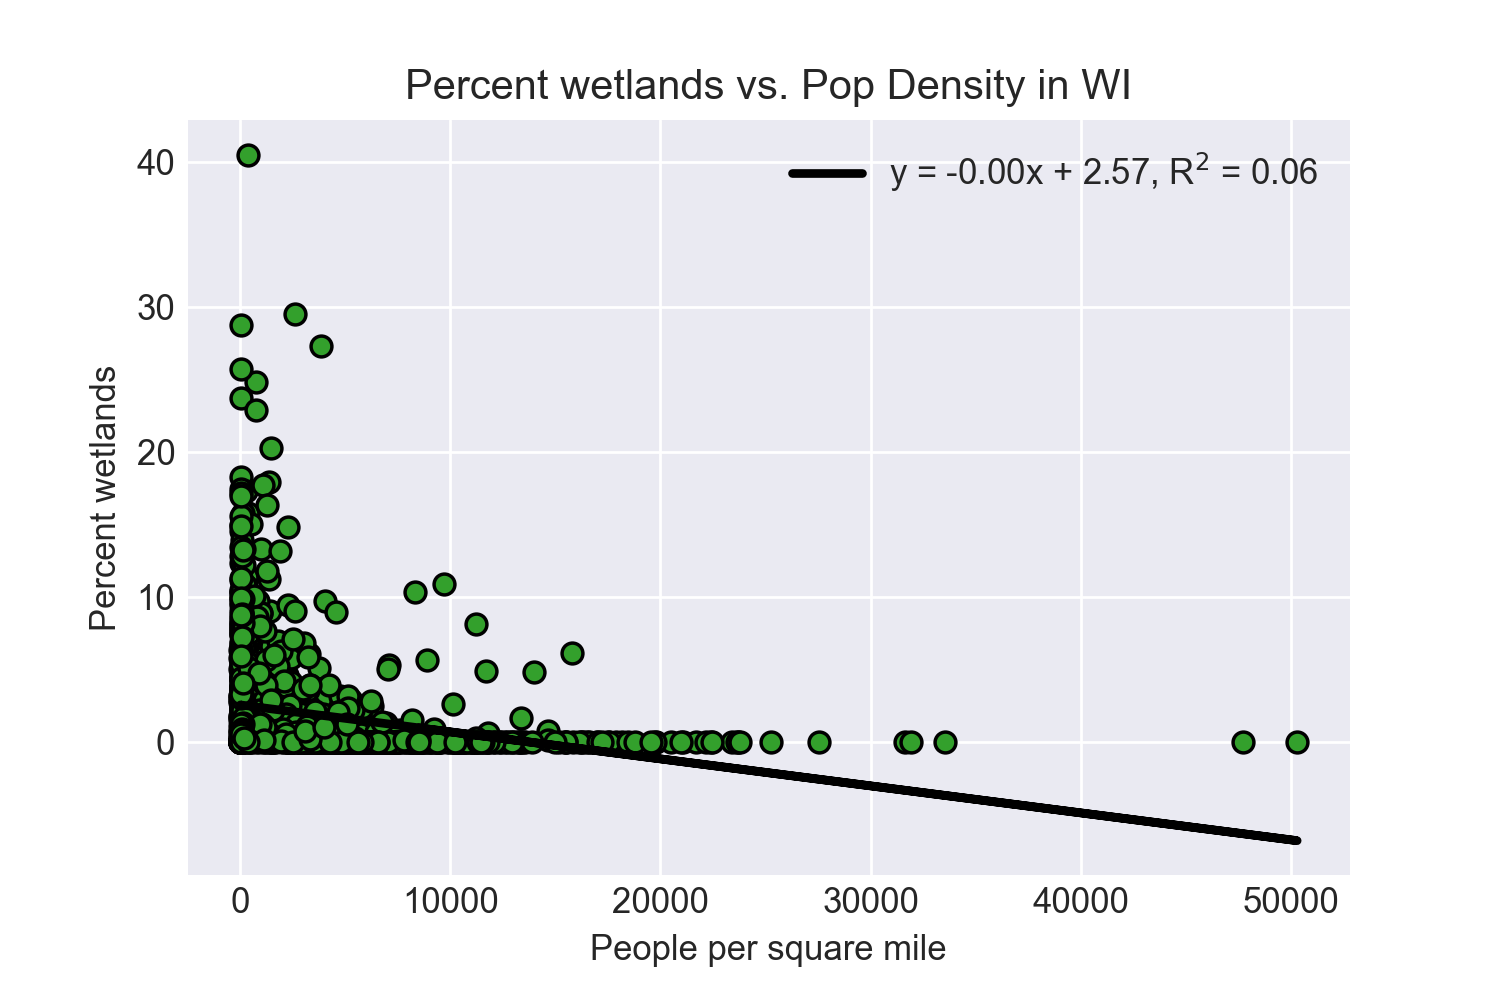 Percent wetlands vs. Pop Density in WI
y = -0.00x + 2.57, R² = 0.06
Percent wetlands
40
30
20
10
0
0 10000 20000 30000 40000 50000
People per square mile